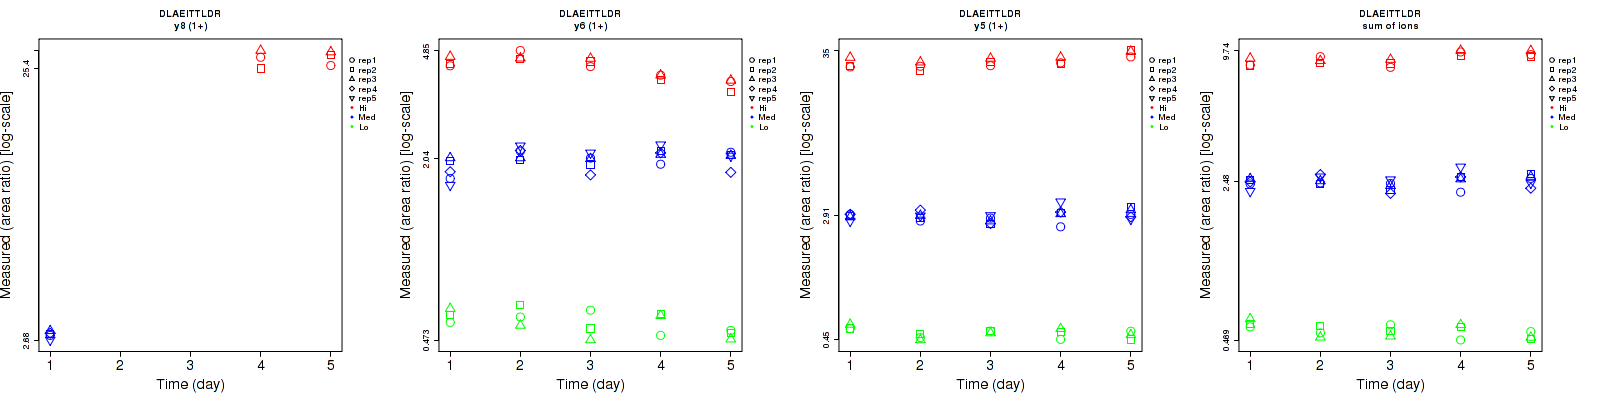 DLAEITTLDR
y8 (1+)
Measured (area ratio) [log-scale]
25.4
2.68
1 2 3 4 5
Time (day)
rep1
rep2
rep3
rep4
rep5
Hi
Med
Lo
DLAEITTLDR
y6 (1+)
Measured (area ratio) [log-scale]
4.85
2.04
0.473
1 2 3 4 5
Time (day)
rep1
rep2
rep3
rep4
rep5
Hi
Med
Lo
DLAEITTLDR
y5 (1+)
Measured (area ratio) [log-scale]
35
2.91
0.45
1 2 3 4 5
Time (day)
rep1
rep2
rep3
rep4
rep5
Hi
Med
Lo
DLAEITTLDR
sum of ions
Measured (area ratio) [log-scale]
9.74
2.48
0.469
1 2 3 4 5
Time (day)
rep1
rep2
rep3
rep4
rep5
Hi
Med
Lo